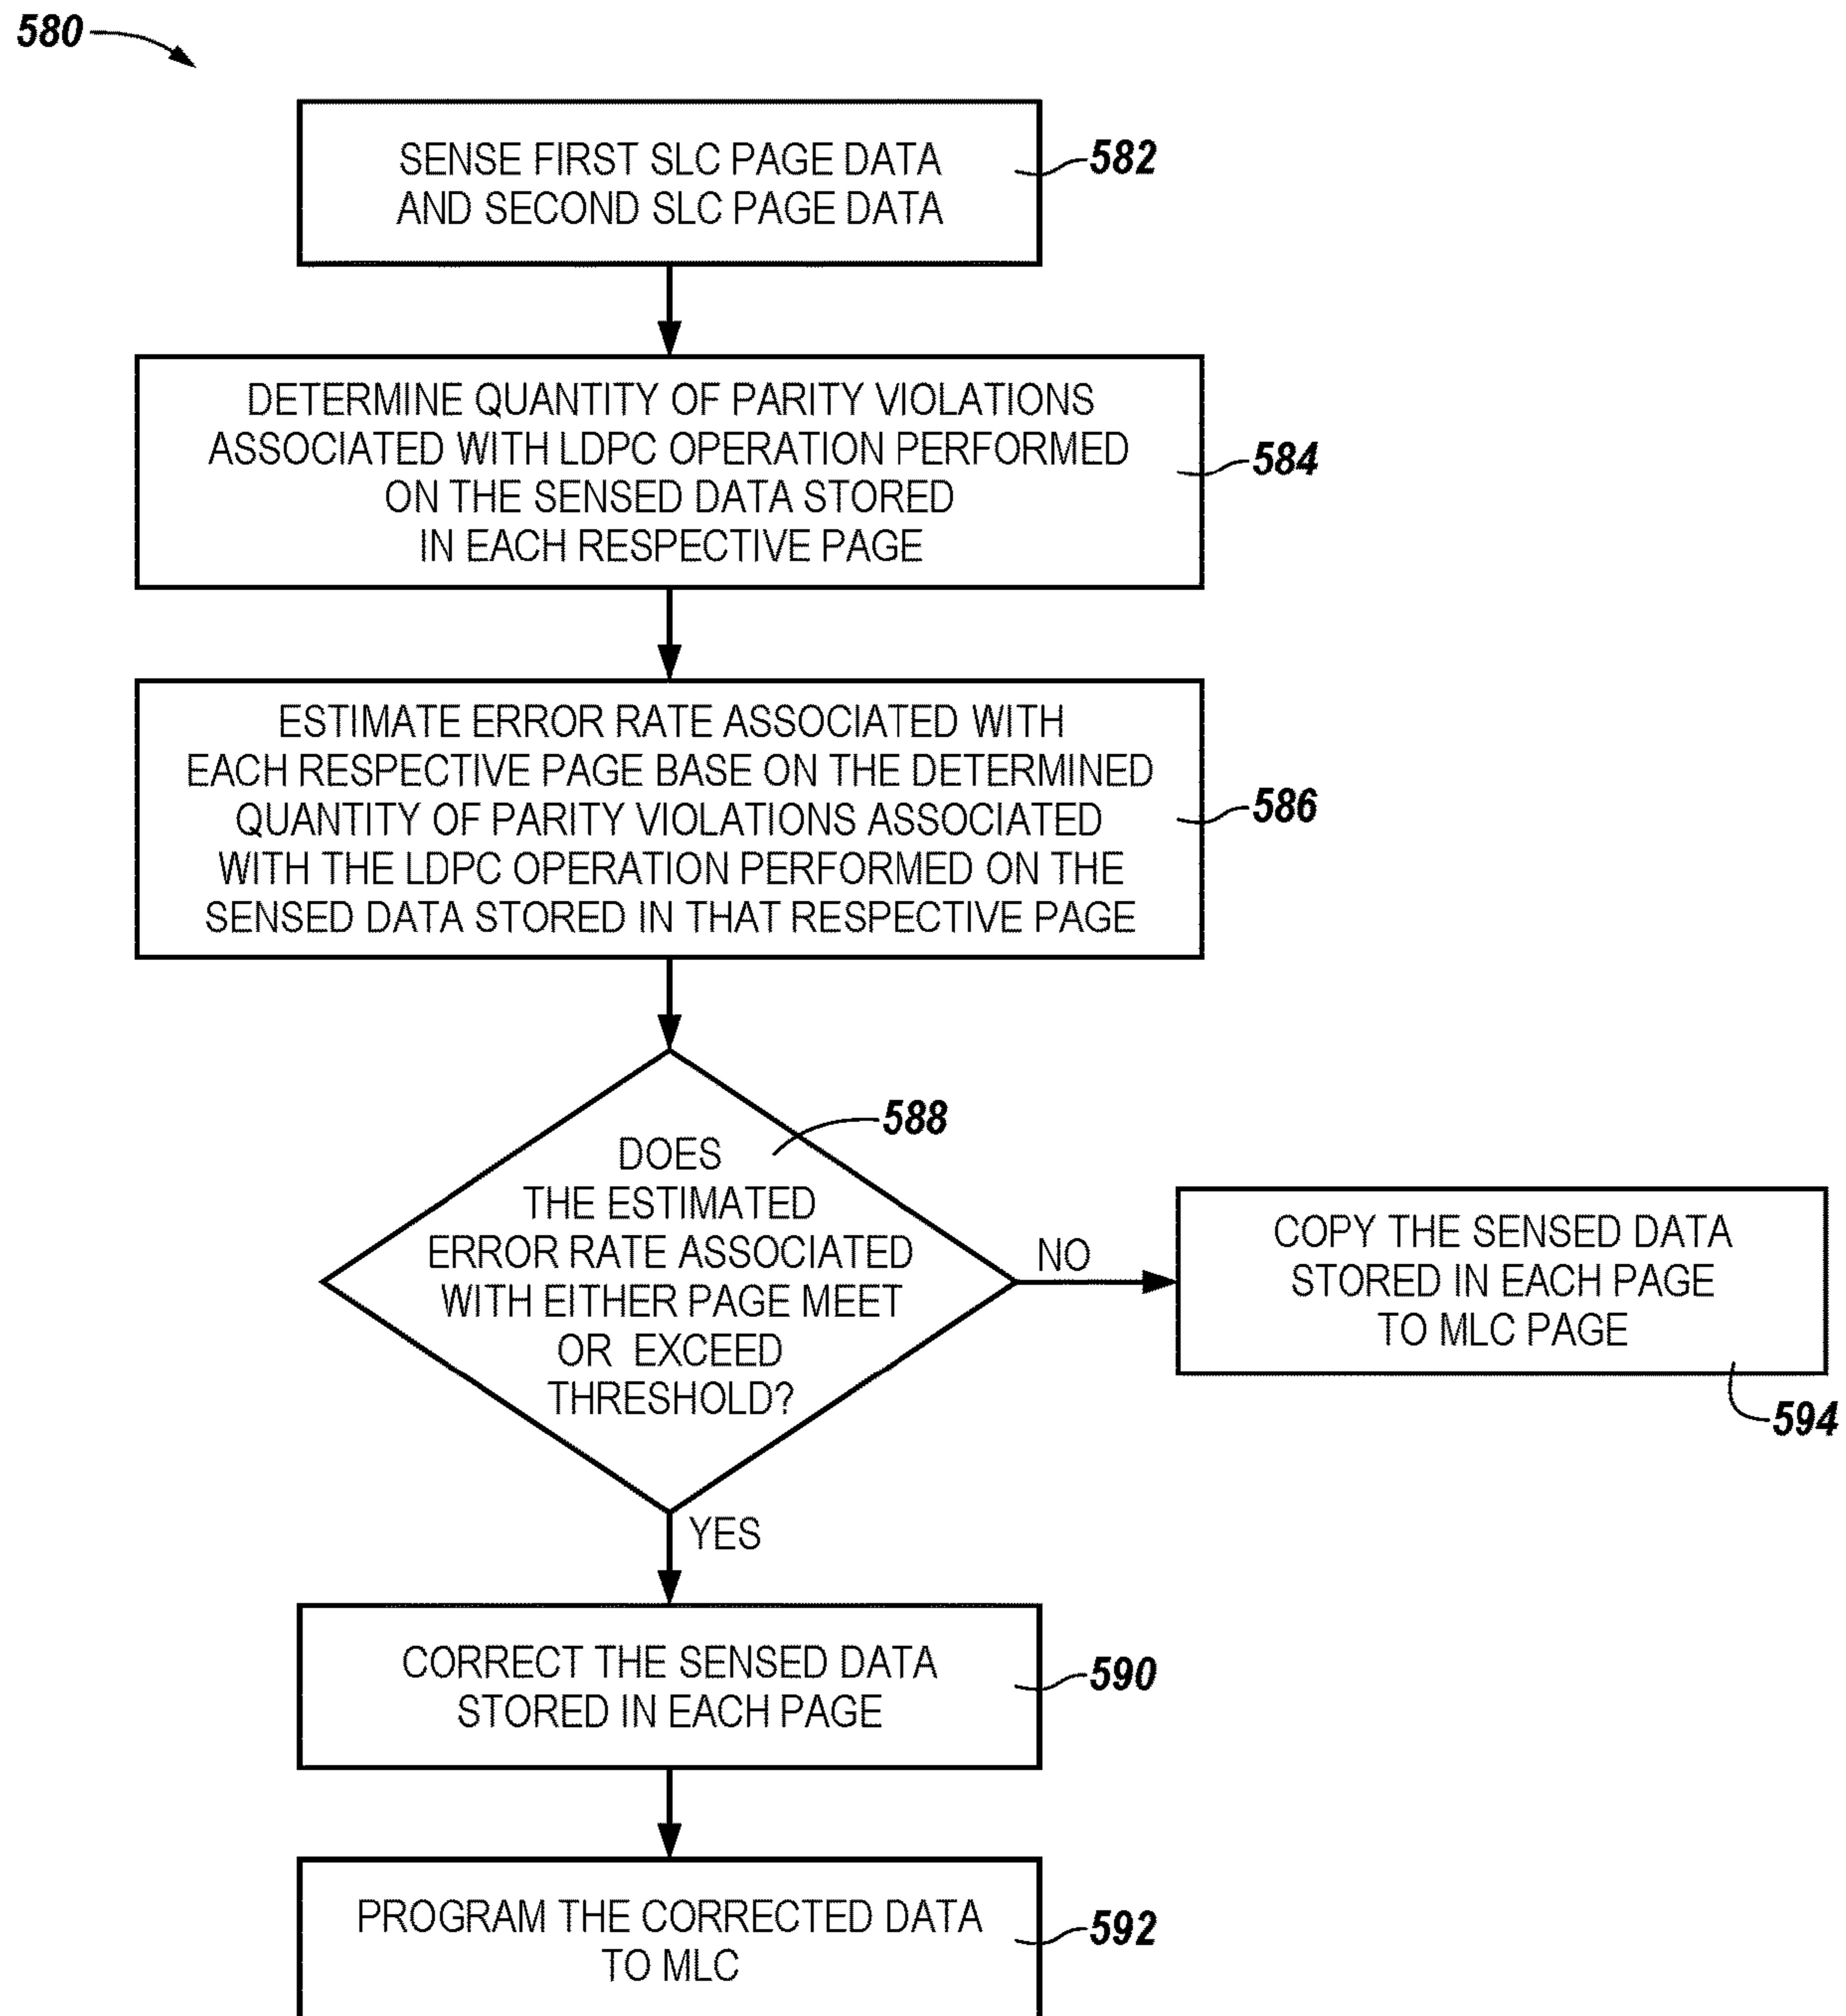 580
SENSE FIRST SLC PAGE DATA
AND SECOND SLC PAGE DATA
582
DETERMINE QUANTITY OF PARITY VIOLATIONS
ASSOCIATED WITH LDPC OPERATION PERFORMED
ON THE SENSED DATA STORED
IN EACH RESPECTIVE PAGE
584
ESTIMATE ERROR RATE ASSOCIATED WITH
EACH RESPECTIVE PAGE BASE ON THE DETERMINED
QUANTITY OF PARITY VIOLATIONS ASSOCIATED
WITH THE LDPC OPERATION PERFORMED ON THE
SENSED DATA STORED IN THAT RESPECTIVE PAGE
586
588
DOES
THE ESTIMATED
ERROR RATE ASSOCIATED
WITH EITHER PAGE MEET
OR EXCEED
THRESHOLD?
NO
COPY THE SENSED DATA
STORED IN EACH PAGE
TO MLC PAGE
594
YES
CORRECT THE SENSED DATA
STORED IN EACH PAGE
590
PROGRAM THE CORRECTED DATA
TO MLC
592